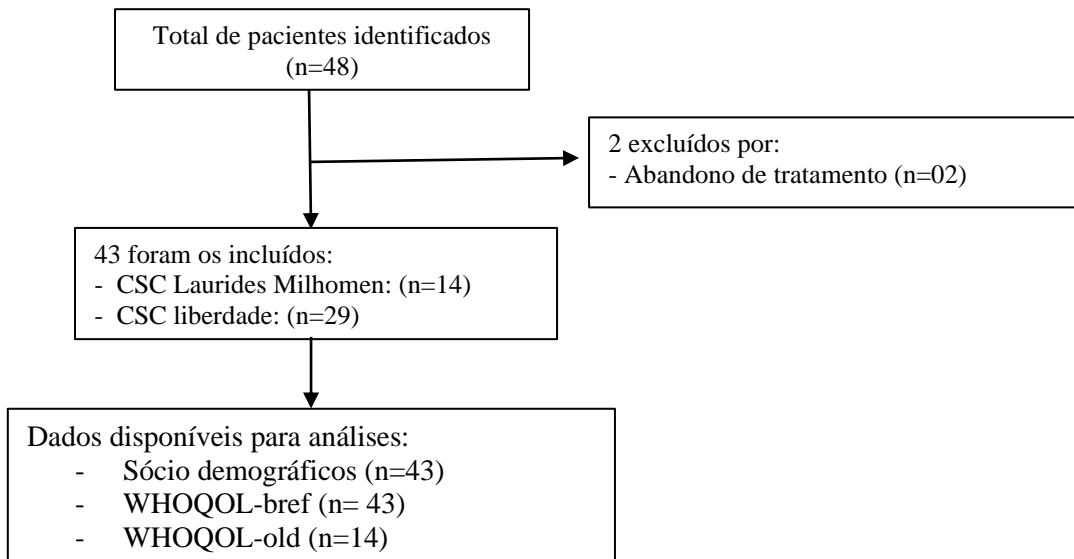 Total de pacientes identificados
(n=48)
2 excluídos por:
- Abandono de tratamento (n=02)
43 foram os incluídos:
- CSC Laurides Milhomen: (n=14)
- CSC liberdade: (n=29)
Dados disponíveis para análises:
- Sócio demográficos (n=43)
- WHOQOL-bref (n= 43)
- WHOQOL-old (n=14)